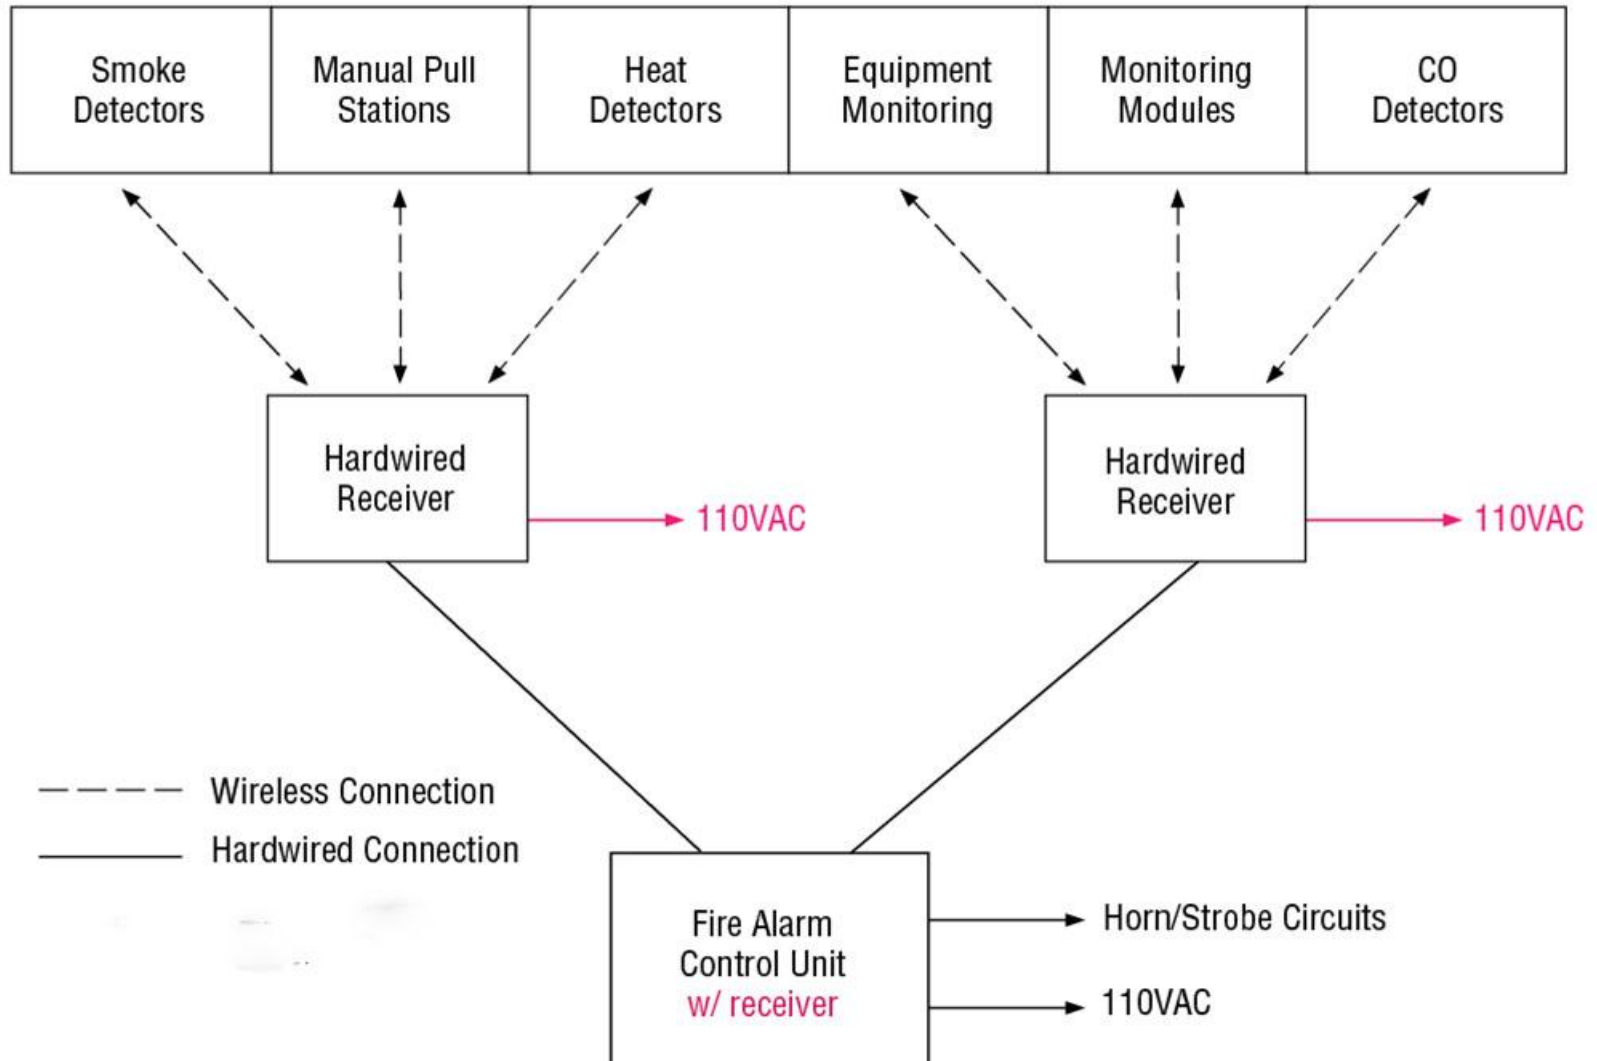 Smoke
Detectors
Manual Pull
Stations
Heat
Detectors
Equipment
Monitoring
Monitoring
Modules
CO
Detectors
Hardwired
Receiver
110VAC
Hardwired
Receiver
110VAC
Wireless Connection
Hardwired Connection
Fire Alarm
Control Unit
w/ receiver
Horn/Strobe Circuits
110VAC